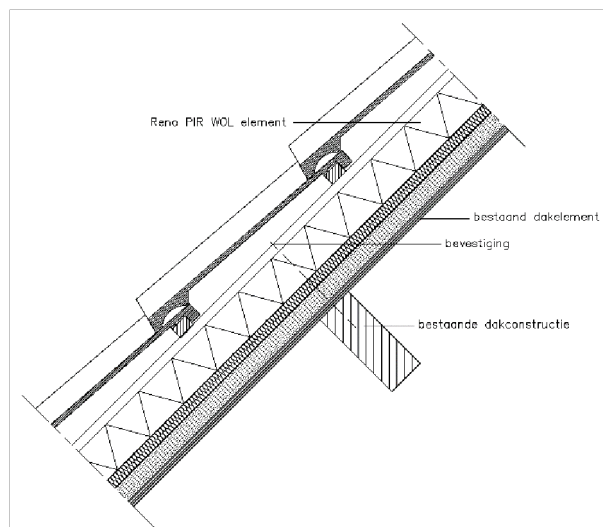 Reno PIR WOL element
bestaand dakelement
bevestiging
bestaande dakconstructie